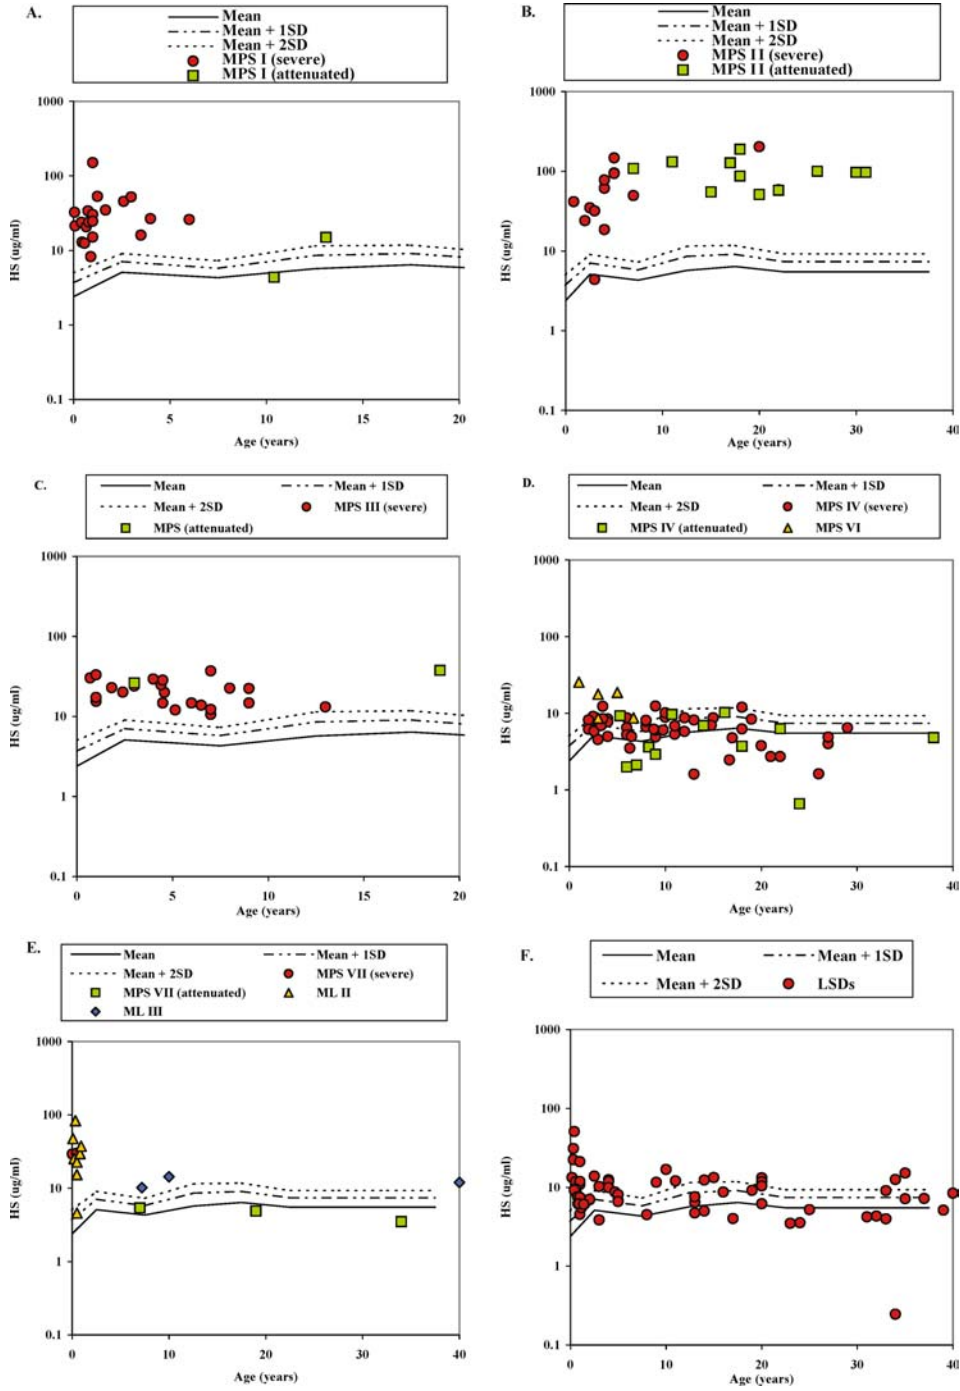 A.
Mean
Mean + 1SD
Mean + 2SD
MPS I (severe)
MPS I (attenuated)
1000
100
10
1
0.1
HS (ug/ml)
0 5 10 15 20
Age (years)
B.
Mean
Mean + 1SD
Mean + 2SD
MPS II (severe)
MPS II (attenuated)
1000
100
10
1
0.1
HS (ug/ml)
0 10 20 30 40
Age (years)
C.
Mean Mean + 1SD
Mean + 2SD MPS III (severe)
MPS (attenuated)
1000
100
10
1
0.1
HS (ug/ml)
0 5 10 15 20
Age (years)
D.
Mean Mean + 1SD
Mean + 2SD MPS IV (severe)
MPS IV (attenuated) MPS VI
1000
100
10
1
0.1
HS (ug/ml)
0 10 20 30 40
Age (years)
E.
Mean Mean + 1SD
Mean + 2SD MPS VII (severe)
MPS VII (attenuated) ML II
ML III
1000
100
10
1
0.1
HS (ug/ml)
0 10 20 30 40
Age (years)
F.
Mean Mean + 1SD
Mean + 2SD LSDs
1000
100
10
1
0.1
HS (ug/ml)
0 10 20 30 40
Age (years)